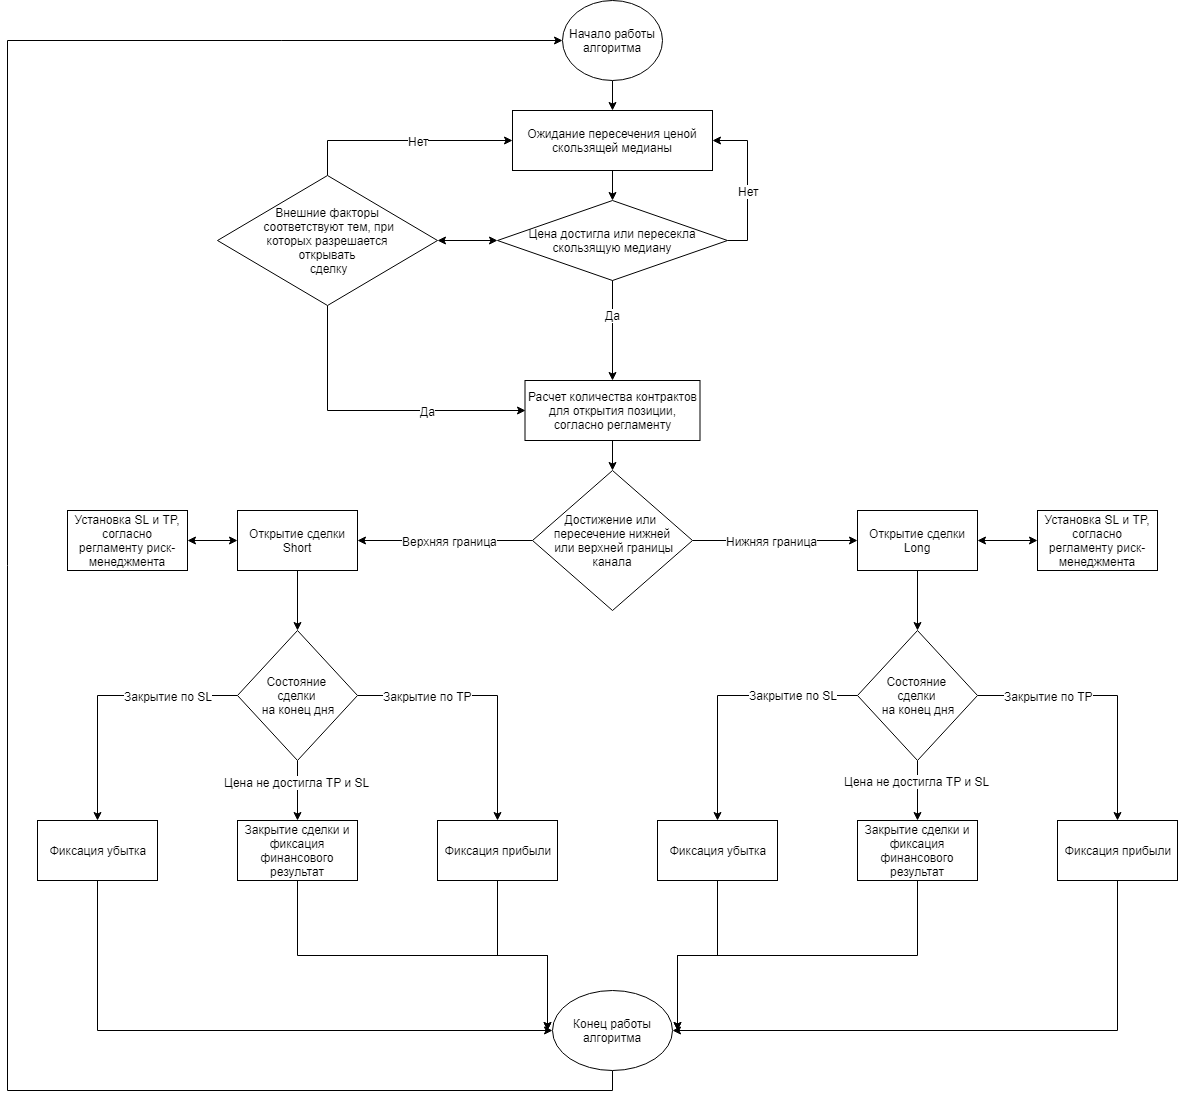 Начало работы
алгоритма
Ожидание пересечения ценой
скользящей медианы
Нет
Нет
Внешние факторы
соответствуют тем, при
которых разрешается
открывать
сделку
Цена достигла или пересекла
скользящую медиану
Да
Расчет количества контрактов
для открытия позиции,
согласно регламенту
Да
Установка SL и TP,
согласно
регламенту риск-
менеджмента
Открытие сделки
Short
Верхняя граница
Достижение или
пересечение нижней
или верхней границы
канала
Нижняя граница
Открытие сделки
Long
Установка SL и TP,
согласно
регламенту риск-
менеджмента
Закрытие по SL
Состояние
сделки
на конец дня
Закрытие по TP
Закрытие по SL
Состояние
сделки
на конец дня
Закрытие по TP
Цена не достигла TP и SL
Цена не достигла TP и SL
Фиксация убытка
Закрытие сделки и
фиксация
финансового
результат
Фиксация прибыли
Фиксация убытка
Закрытие сделки и
фиксация
финансового
результат
Фиксация прибыли
Конец работы
алгоритма